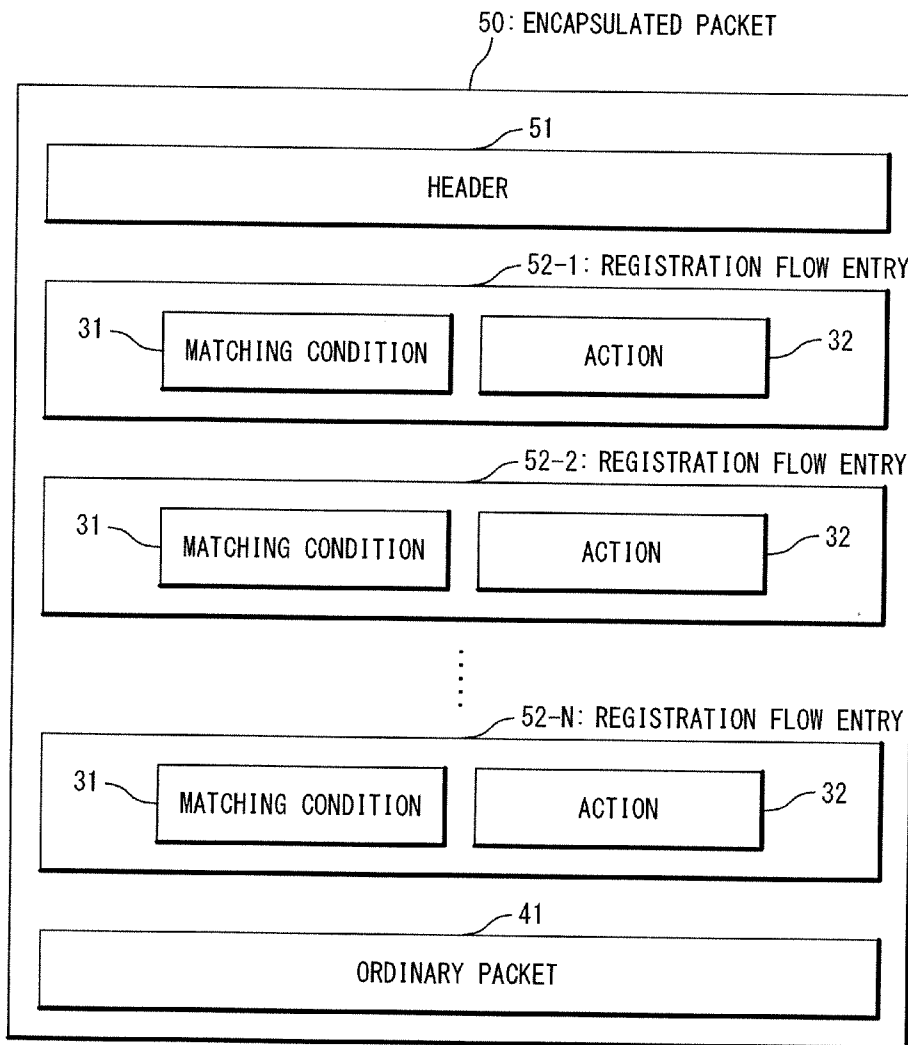 50: ENCAPSULATED PACKET
51
HEADER
52-1: REGISTRATION FLOW ENTRY
31 MATCHING CONDITION ACTION 32
52-2: REGISTRATION FLOW ENTRY
31 MATCHING CONDITION ACTION 32
52-N: REGISTRATION FLOW ENTRY
31 MATCHING CONDITION ACTION 32
41
ORDINARY PACKET